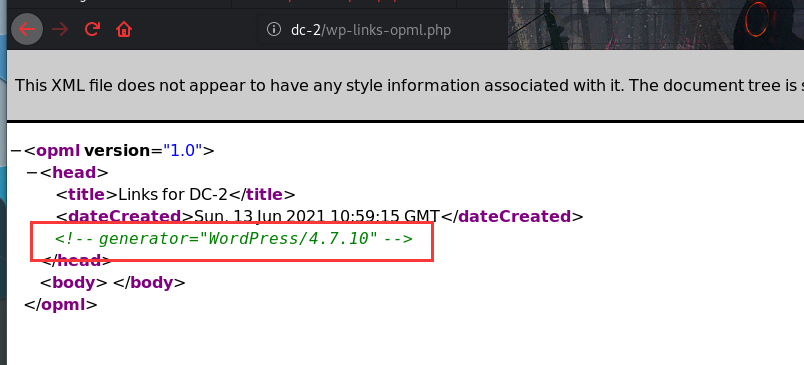 dc-2/wp-links-opml.php
This XML file does not appear to have any style information associated with it. The document tree is
−<opml version="1.0">
−<head>
<title>Links for DC-2</title>
<dateCreated>Sun, 13 Jun 2021 10:59:15 GMT</dateCreated>
<!-- generator="WordPress/4.7.10" -->
</head>
<body> </body>
</opml>